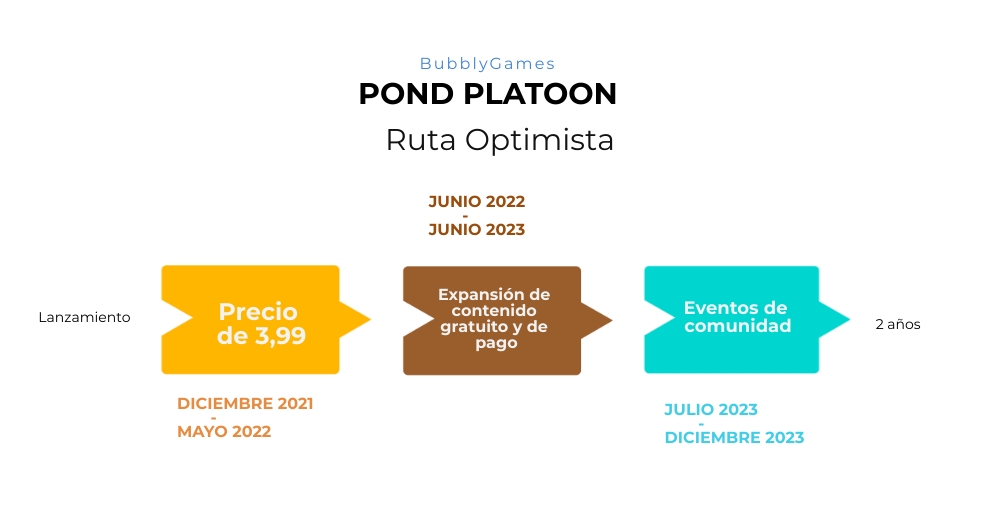 BubblyGames
POND PLATOON
Ruta Optimista
JUNIO 2022
-
JUNIO 2023
Lanzamiento
Precio
de 3,99
Expansión de
contenido
gratuito y de
pago
Eventos de
comunidad
2 años
DICIEMBRE 2021
-
MAYO 2022
JULIO 2023
-
DICIEMBRE 2023